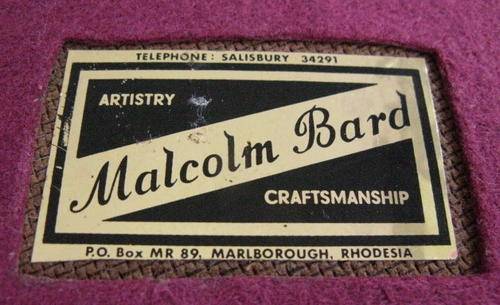 TELEPHONE: SALISBURY 34291
ARTISTRY
Malcolm Bard
CRAFTSMANSHIP
P.O. Box MR 89, MARLBOROUGH, RHODESIA